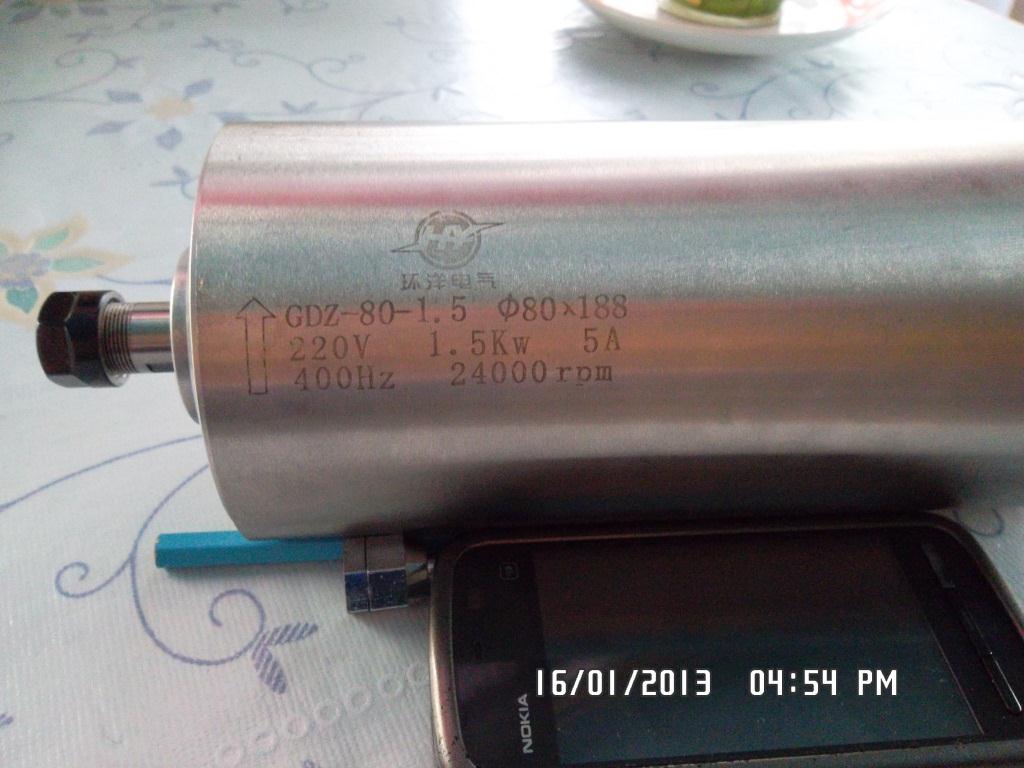 HY
环洋电气
GDZ-80-1.5 Φ80×188
220V 1.5Kw 5A
400Hz 24000rpm
NOKIA
16/01/2013 04:54 PM